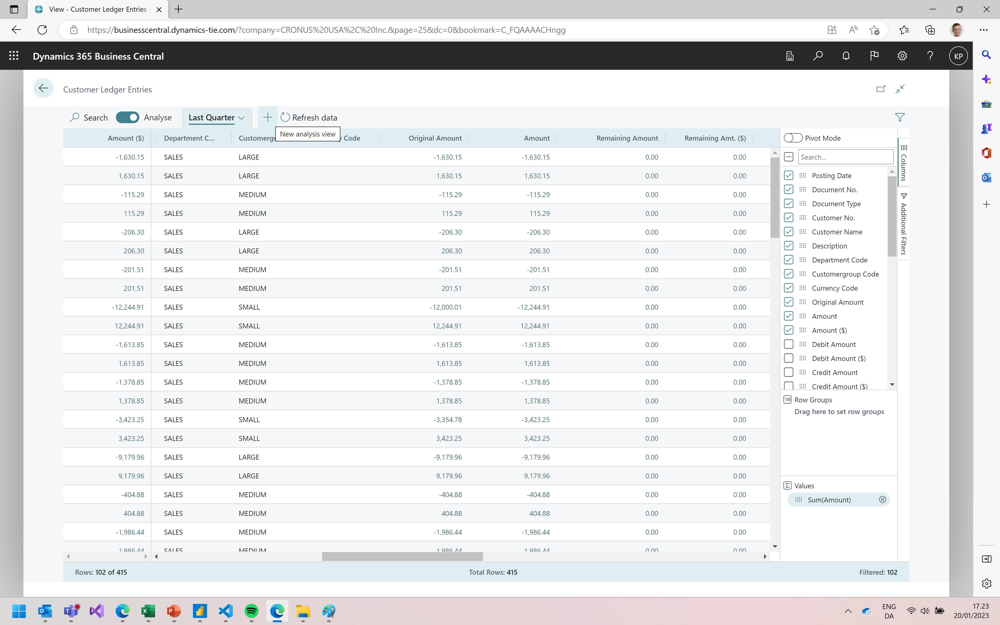 View - Customer Ledger Entries -
https://businesscentral.dynamics-tie.com/?company=CRONUS%20USA%2C%20Inc.&page=25&dc=0&bookmark=C_FQAAAACHngg
Dynamics 365 Business Central
KP
Customer Ledger Entries
Search Analyse Last Quarter Refresh data
New analysis view
Amount ($) Department C... Customergr y Code Original Amount Amount Remaining Amount Remaining Amt. ($)
-1,630.15 SALES LARGE -1,630.15 -1,630.15 0.00 0.00
1,630.15 SALES LARGE 1,630.15 1,630.15 0.00 0.00
-115.29 SALES MEDIUM -115.29 -115.29 0.00 0.00
115.29 SALES MEDIUM 115.29 115.29 0.00 0.00
-206.30 SALES LARGE -206.30 -206.30 0.00 0.00
206.30 SALES LARGE 206.30 206.30 0.00 0.00
-201.51 SALES MEDIUM -201.51 -201.51 0.00 0.00
201.51 SALES MEDIUM 201.51 201.51 0.00 0.00
-12,244.91 SALES SMALL -12,000.01 -12,244.91 0.00 0.00
12,244.91 SALES SMALL 12,244.91 12,244.91 0.00 0.00
-1,613.85 SALES MEDIUM -1,613.85 -1,613.85 0.00 0.00
1,613.85 SALES MEDIUM 1,613.85 1,613.85 0.00 0.00
-1,378.85 SALES MEDIUM -1,378.85 -1,378.85 0.00 0.00
1,378.85 SALES MEDIUM 1,378.85 1,378.85 0.00 0.00
-3,423.25 SALES SMALL -3,354.78 -3,423.25 0.00 0.00
3,423.25 SALES SMALL 3,423.25 3,423.25 0.00 0.00
-9,179.96 SALES LARGE -9,179.96 -9,179.96 0.00 0.00
9,179.96 SALES LARGE 9,179.96 9,179.96 0.00 0.00
-404.88 SALES MEDIUM -404.88 -404.88 0.00 0.00
404.88 SALES MEDIUM 404.88 404.88 0.00 0.00
-1,986.44 SALES MEDIUM -1,986.44 -1,986.44 0.00 0.00
1,986.44 SALES MEDIUM 1,986.44 1,986.44 0.00 0.00
Pivot Mode
Search...
Posting Date
Document No.
Document Type
Customer No.
Customer Name
Description
Department Code
Customergroup Code
Currency Code
Original Amount
Amount
Amount ($)
Debit Amount
Debit Amount ($)
Credit Amount
Credit Amount ($)
Row Groups
Drag here to set row groups
Values
Sum(Amount)
Columns
Additional Filters
Rows: 102 of 415 Total Rows: 415 Filtered: 102
ENG
DA
17.23
20/01/2023